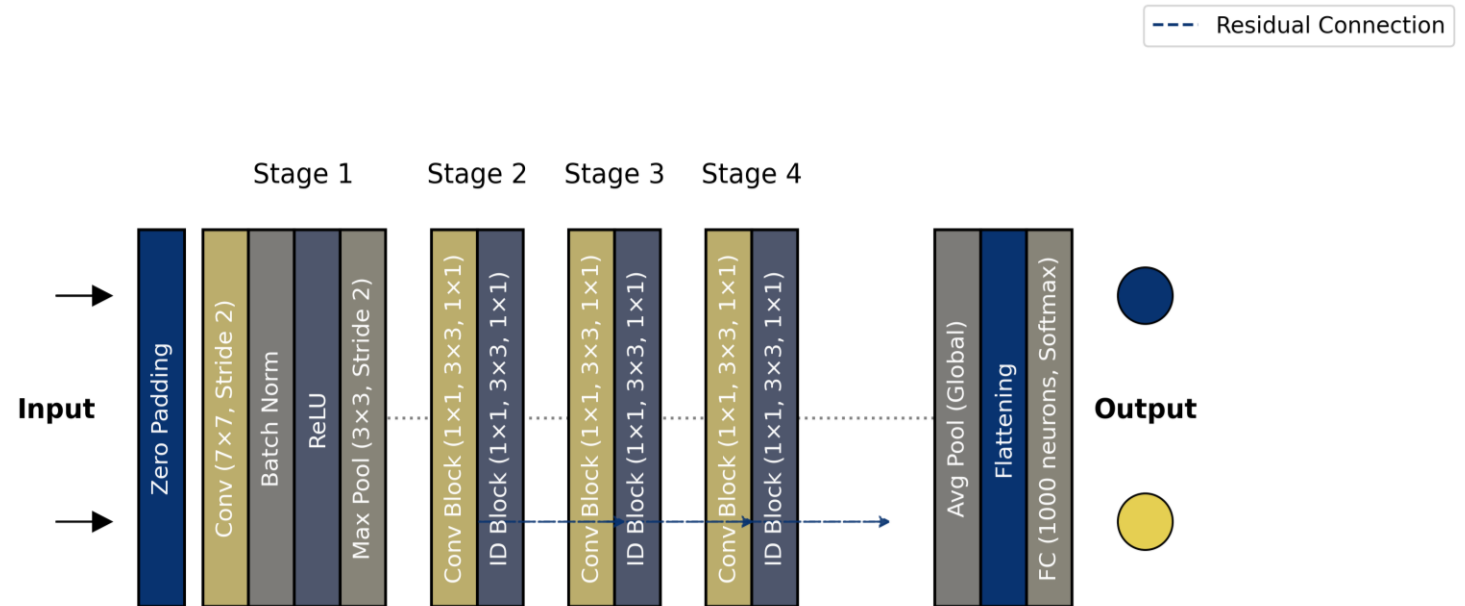 Residual Connection
Stage 1
Stage 2
Stage 3
Stage 4
Input
Zero Padding
Conv (7×7, Stride 2)
Batch Norm
ReLU
Max Pool (3×3, Stride 2)
Conv Block (1×1, 3×3, 1×1)
ID Block (1×1, 3×3, 1×1)
Conv Block (1×1, 3×3, 1×1)
ID Block (1×1, 3×3, 1×1)
Conv Block (1×1, 3×3, 1×1)
ID Block (1×1, 3×3, 1×1)
Avg Pool (Global)
Flattening
FC (1000 neurons, Softmax)
Output